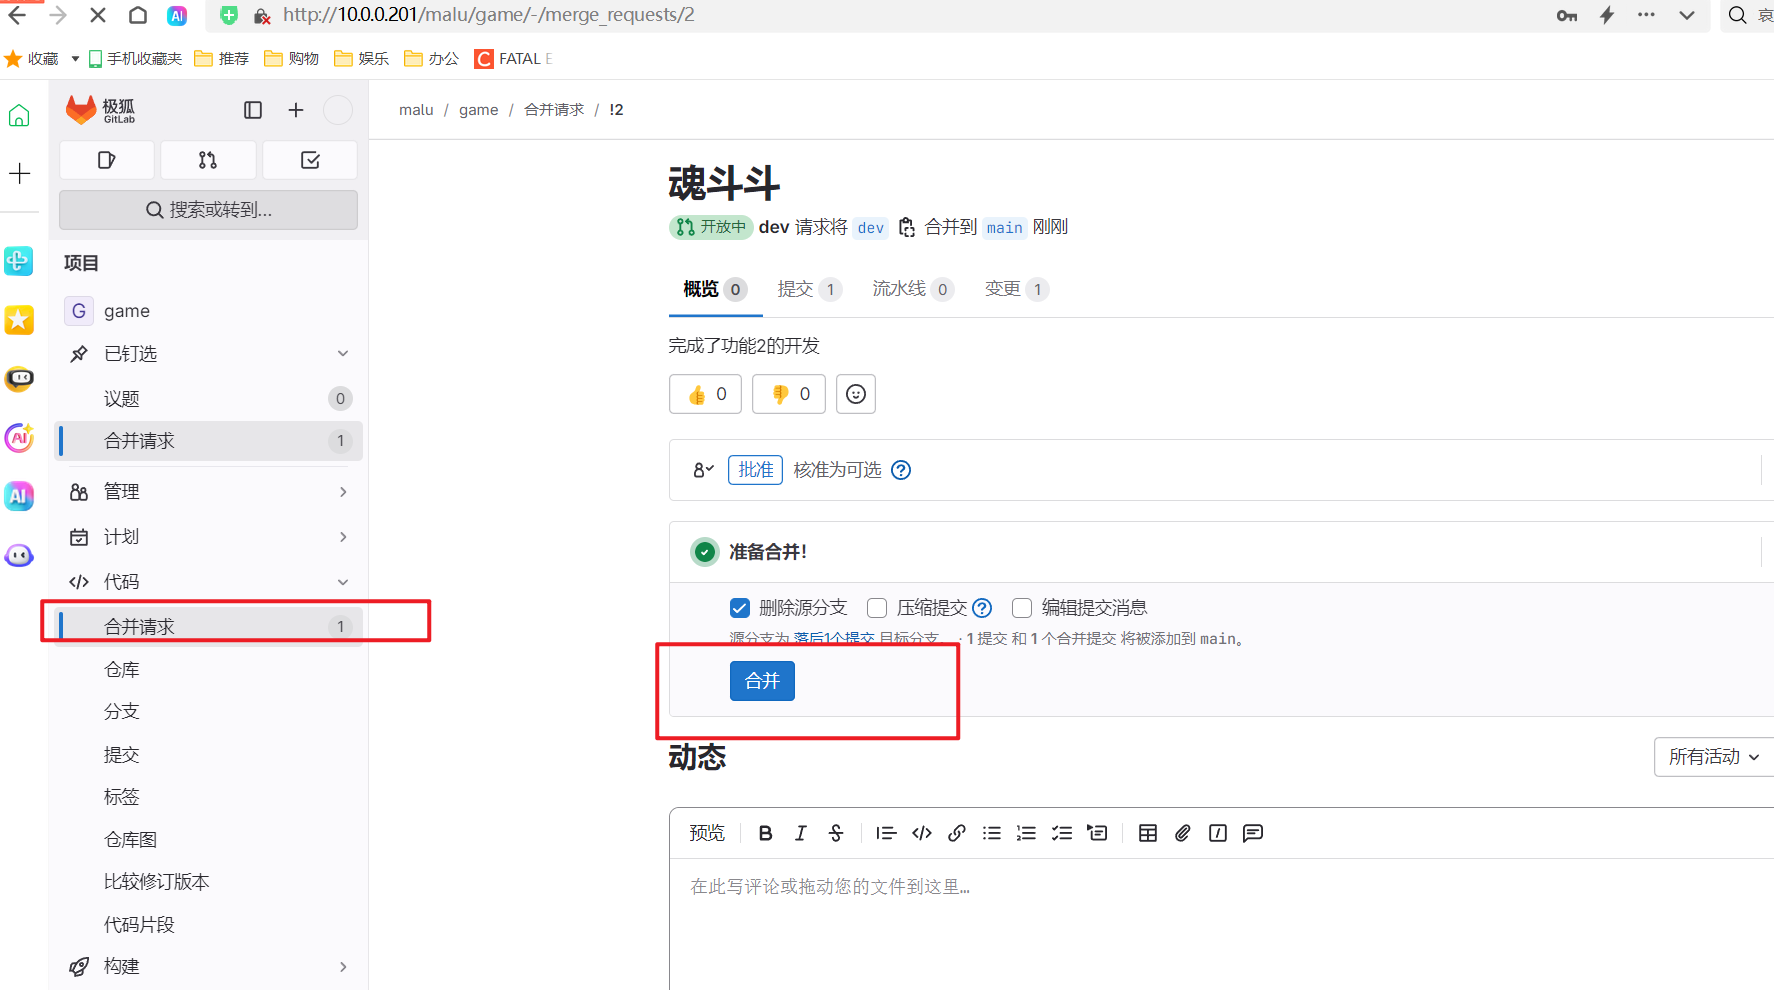 http://10.0.0.201/malu/game/-/merge_requests/2
哀
收藏 手机收藏夹 推荐 购物 娱乐 办公 C FATAL E
极狐
GitLab
malu / game / 合并请求 / !2
搜索或转到...
魂斗斗
开放中 dev 请求将 dev 合并到 main 刚刚
项目
概览 0 提交 1 流水线 0 变更 1
G game
完成了功能2的开发
已钉选
议题 0
👍 0 👎 0
合并请求 1
批准 核准为可选
管理
计划
准备合并！
代码
删除源分支 压缩提交 编辑提交消息
合并请求 1
源分支为 落后1个提交 目标分支。 · 1 提交 和 1 个合并提交 将被添加到 main。
仓库
合并
分支
提交
动态
所有活动
标签
仓库图
预览
比较修订版本
在此写评论或拖动您的文件到这里…
代码片段
构建
AI
AI
AI